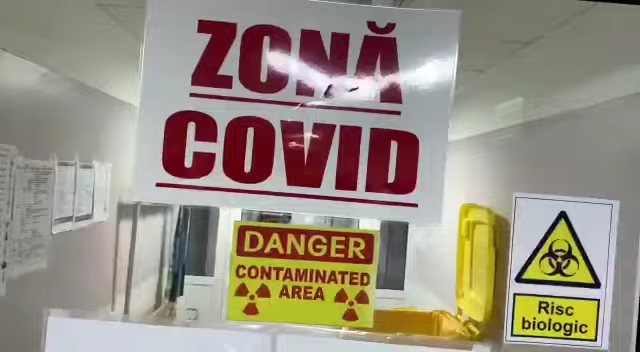 ZONĂ
COVID
DANGER
CONTAMINATED
AREA
Risc
biologic